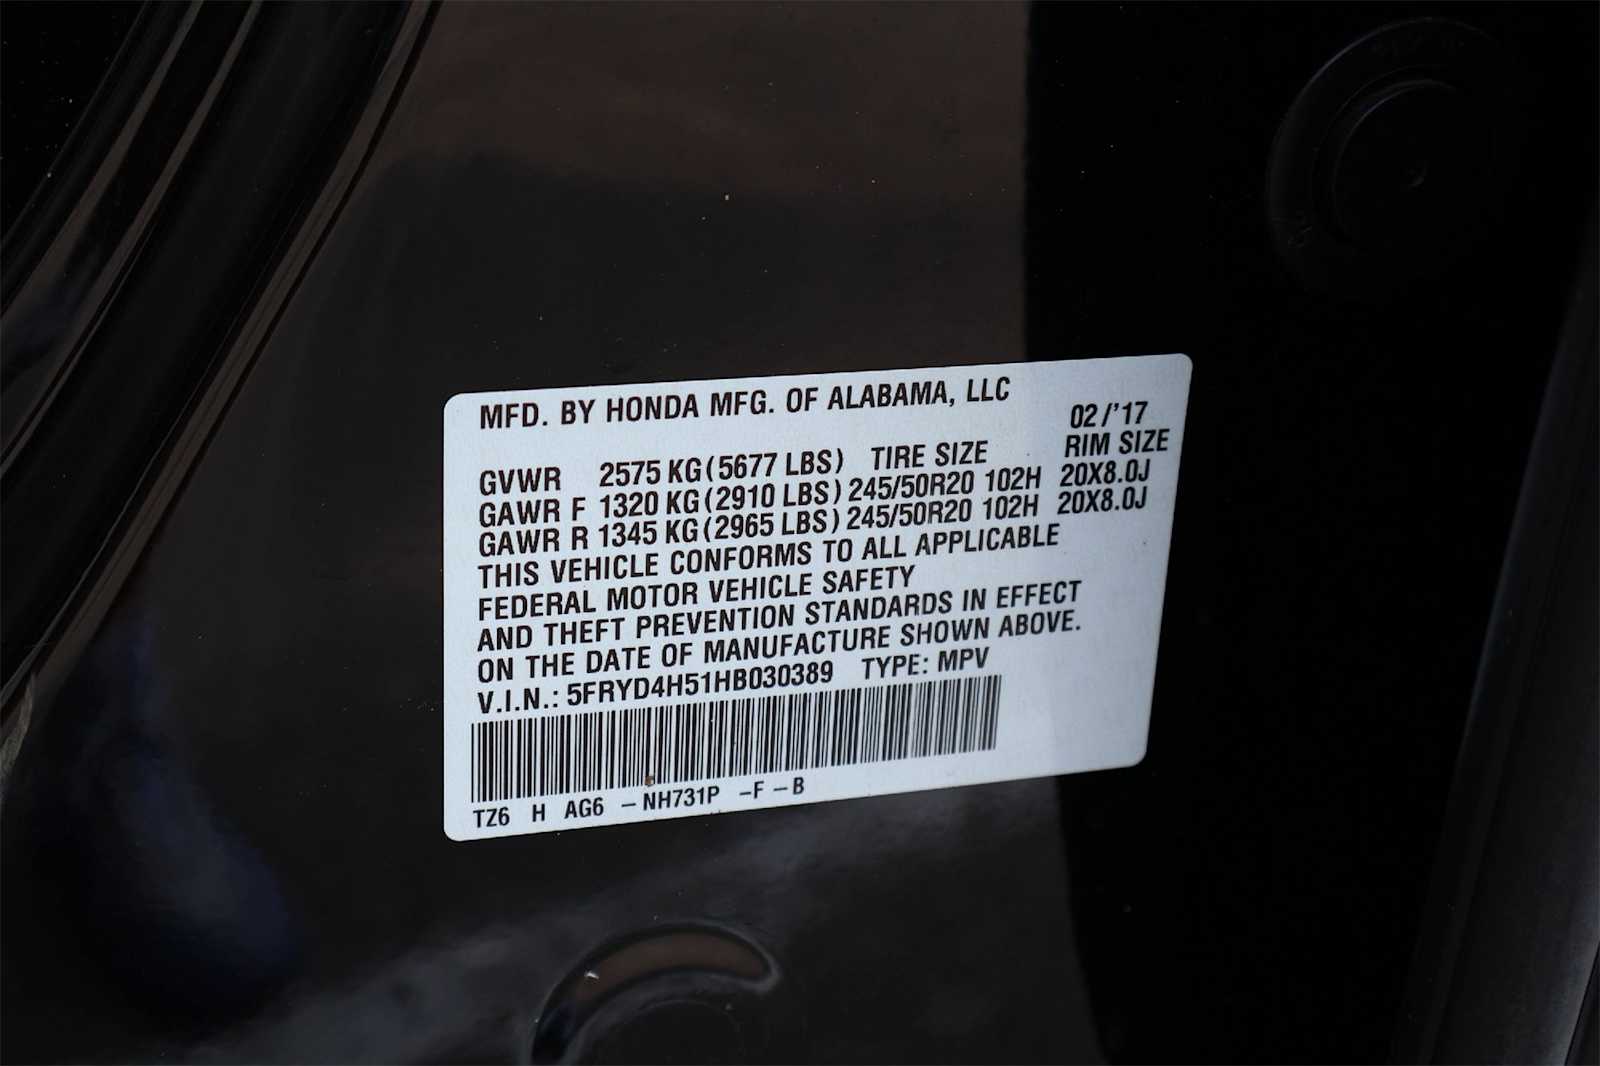 MFD. BY HONDA MFG. OF ALABAMA, LLC
02/'17
GVWR 2575 KG (5677 LBS) TIRE SIZE RIM SIZE
GAWR F 1320 KG (2910 LBS) 245/50R20 102H 20X8.0J
GAWR R 1345 KG (2965 LBS) 245/50R20 102H 20X8.0J
THIS VEHICLE CONFORMS TO ALL APPLICABLE
FEDERAL MOTOR VEHICLE SAFETY
AND THEFT PREVENTION STANDARDS IN EFFECT
ON THE DATE OF MANUFACTURE SHOWN ABOVE.
V.I.N.: 5FRYD4H51HB030389 TYPE: MPV
TZ6 H AG6 – NH731P –F – B